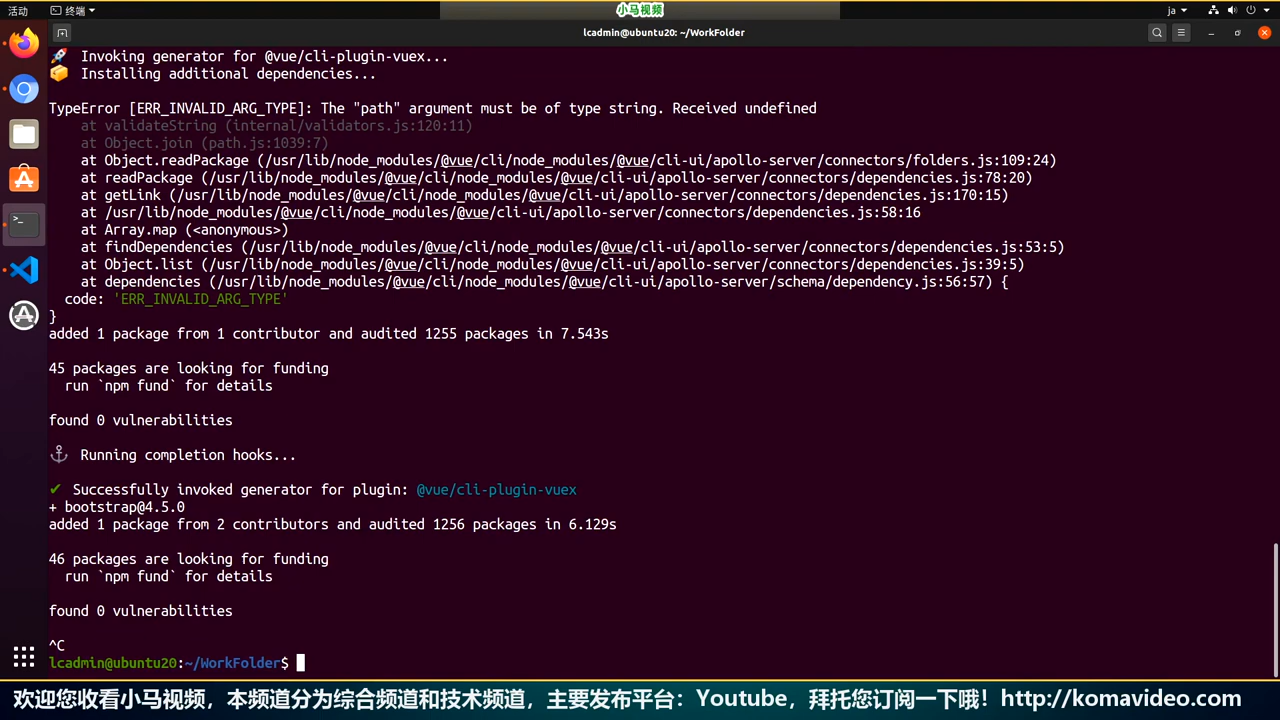 活动
终端
小马视频
ja
lcadmin@ubuntu20: ~/WorkFolder
🚀 Invoking generator for @vue/cli-plugin-vuex...
📦 Installing additional dependencies...
TypeError [ERR_INVALID_ARG_TYPE]: The "path" argument must be of type string. Received undefined
at validateString (internal/validators.js:120:11)
at Object.join (path.js:1039:7)
at Object.readPackage (/usr/lib/node_modules/@vue/cli/node_modules/@vue/cli-ui/apollo-server/connectors/folders.js:109:24)
at readPackage (/usr/lib/node_modules/@vue/cli/node_modules/@vue/cli-ui/apollo-server/connectors/dependencies.js:78:20)
at getLink (/usr/lib/node_modules/@vue/cli/node_modules/@vue/cli-ui/apollo-server/connectors/dependencies.js:170:15)
at /usr/lib/node_modules/@vue/cli/node_modules/@vue/cli-ui/apollo-server/connectors/dependencies.js:58:16
at Array.map (<anonymous>)
at findDependencies (/usr/lib/node_modules/@vue/cli/node_modules/@vue/cli-ui/apollo-server/connectors/dependencies.js:53:5)
at Object.list (/usr/lib/node_modules/@vue/cli/node_modules/@vue/cli-ui/apollo-server/connectors/dependencies.js:39:5)
at dependencies (/usr/lib/node_modules/@vue/cli/node_modules/@vue/cli-ui/apollo-server/schema/dependency.js:56:57) {
code: 'ERR_INVALID_ARG_TYPE'
}
added 1 package from 1 contributor and audited 1255 packages in 7.543s
45 packages are looking for funding
run `npm fund` for details
found 0 vulnerabilities
⚓ Running completion hooks...
✔ Successfully invoked generator for plugin: @vue/cli-plugin-vuex
+ bootstrap@4.5.0
added 1 package from 2 contributors and audited 1256 packages in 6.129s
46 packages are looking for funding
run `npm fund` for details
found 0 vulnerabilities
^C
lcadmin@ubuntu20:~/WorkFolder$
欢迎您收看小马视频，本频道分为综合频道和技术频道，主要发布平台：Youtube，拜托您订阅一下哦！http://komavideo.com